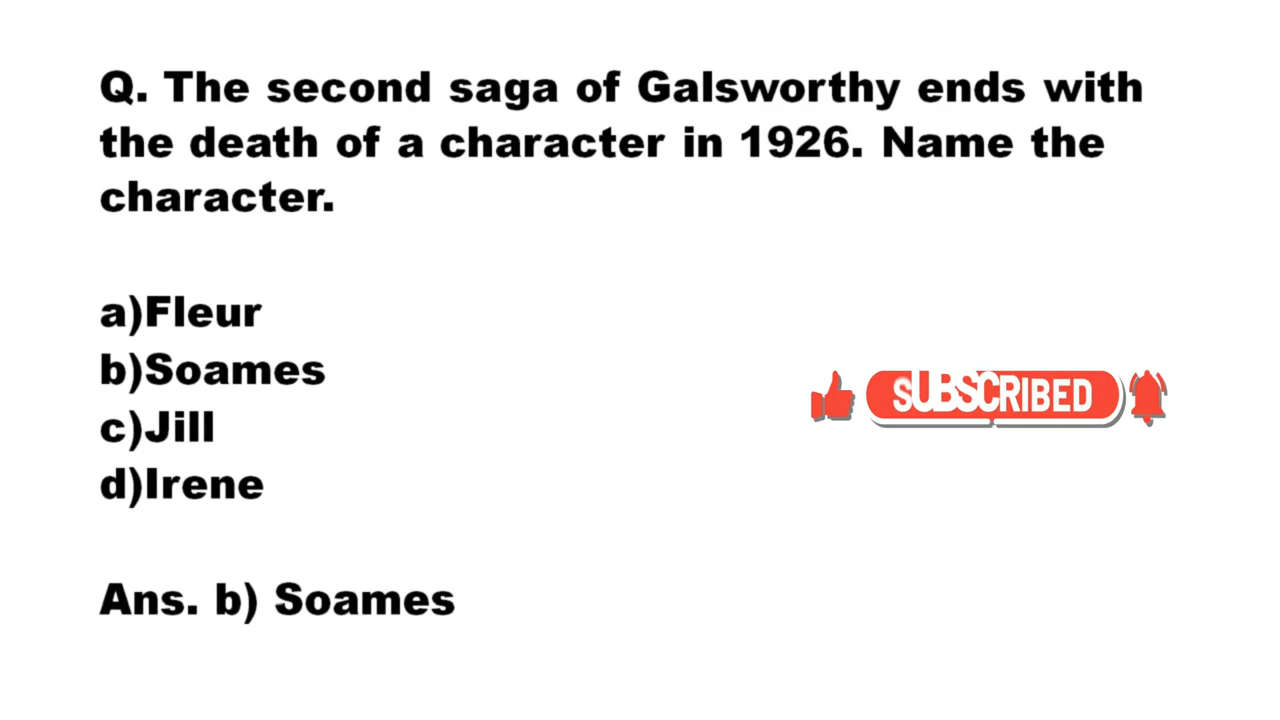 Q. The second saga of Galsworthy ends with
the death of a character in 1926. Name the
character.
a)Fleur
b)Soames
SUBSCRIBED
c)Jill
d)Irene
Ans. b) Soames